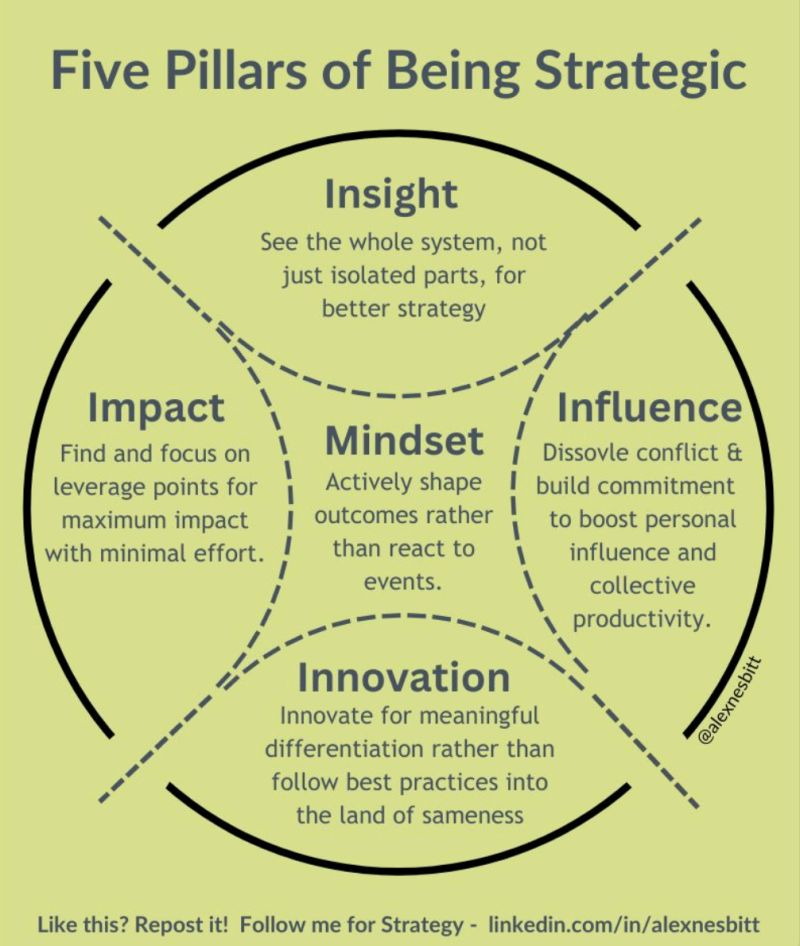 Five Pillars of Being Strategic
Insight
See the whole system, not
just isolated parts, for
better strategy
Impact
Find and focus on
leverage points for
maximum impact
with minimal effort.
Mindset
Actively shape
outcomes rather
than react to
events.
Influence
Dissovle conflict &
build commitment
to boost personal
influence and
collective
productivity.
Innovation
Innovate for meaningful
differentiation rather than
follow best practices into
the land of sameness
@alexnesbitt
Like this? Repost it! Follow me for Strategy - linkedin.com/in/alexnesbitt